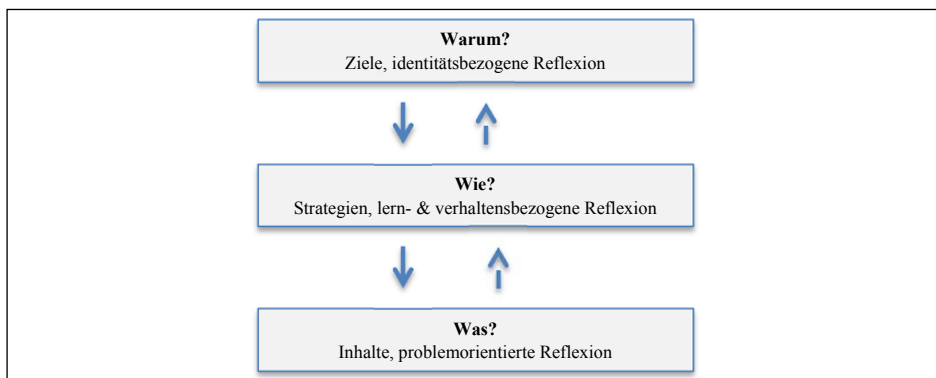 Warum?
Ziele, identitätsbezogene Reflexion
Wie?
Strategien, lern- & verhaltensbezogene Reflexion
Was?
Inhalte, problemorientierte Reflexion